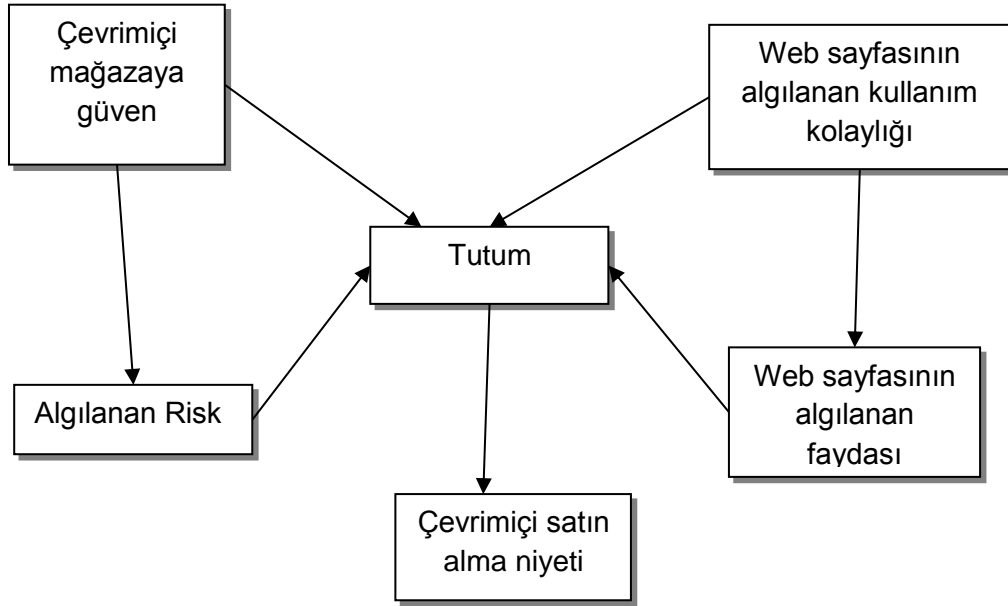 Çevrimiçi
mağazaya
güven
Web sayfasının
algılanan kullanım
kolaylığı
Tutum
Algılanan Risk
Web sayfasının
algılanan
faydası
Çevrimiçi satın
alma niyeti